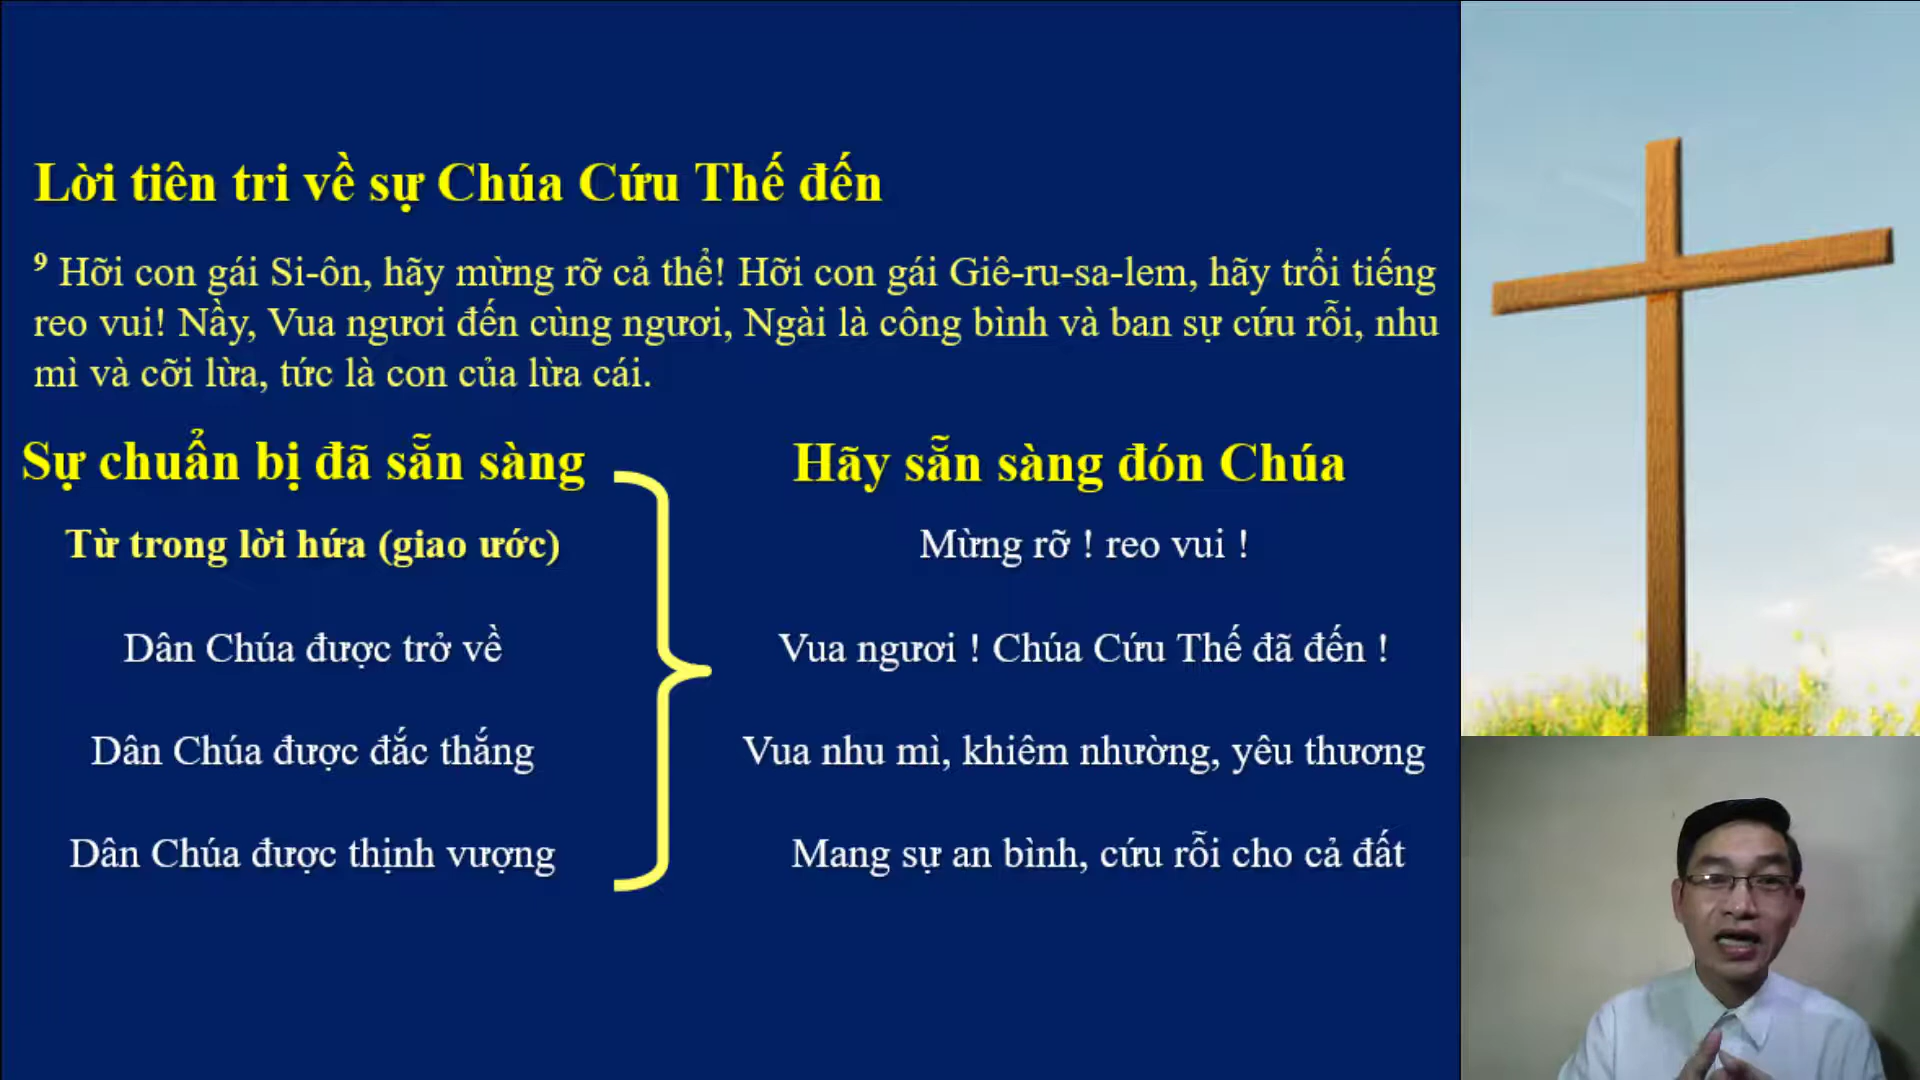 Lời tiên tri về sự Chúa Cứu Thế đến
9 Hỡi con gái Si-ôn, hãy mừng rỡ cả thể! Hỡi con gái Giê-ru-sa-lem, hãy trổi tiếng
reo vui! Nầy, Vua ngươi đến cùng ngươi, Ngài là công bình và ban sự cứu rỗi, nhu
mì và cỡi lừa, tức là con của lừa cái.
Sự chuẩn bị đã sẵn sàng
Từ trong lời hứa (giao ước)
Dân Chúa được trở về
Dân Chúa được đắc thắng
Dân Chúa được thịnh vượng
Hãy sẵn sàng đón Chúa
Mừng rỡ ! reo vui !
Vua ngươi ! Chúa Cứu Thế đã đến !
Vua nhu mì, khiêm nhường, yêu thương
Mang sự an bình, cứu rỗi cho cả đất